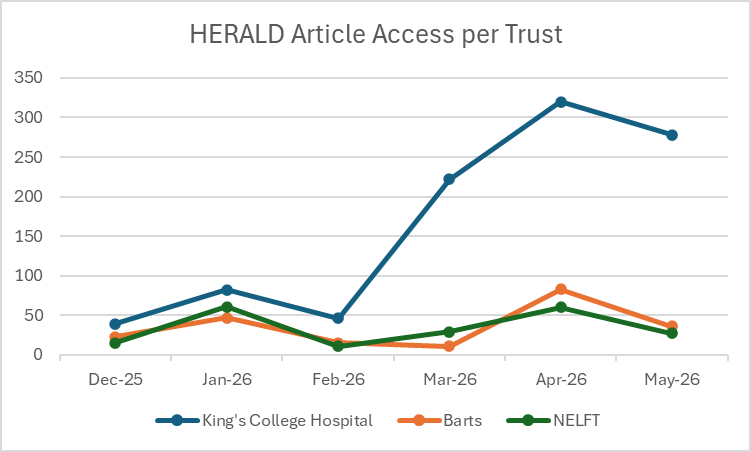 HERALD Article Access per Trust
350
300
250
200
150
100
50
0
Dec-25 Jan-26 Feb-26 Mar-26 Apr-26 May-26
King's College Hospital Barts NELFT